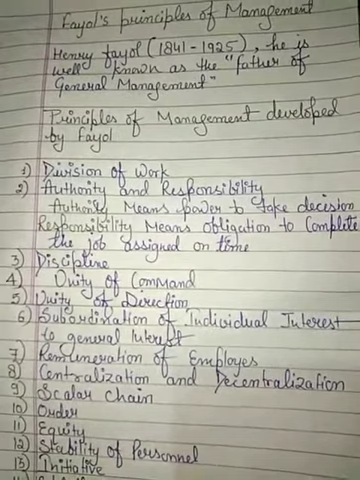 Fayol's principles of Management
Henry fayol (1841-1925), he is
well known as the "father of
General Management"
Principles of Management developed
by Fayol
1) Division of Work
2) Authority and Responsibility
Authority Means power to take decision
Responsibility Means obligation to Complete
the job assigned on time
3) Discipline
4) Unity of Command
5) Unity of Direction
6) Subordination of Individual Interest
to general Interest
7) Remuneration of Employes
8) Centralization and Decentralization
9) Scalar chain
10) Order
11) Equity
12) Stability of Personnel
13) Initiative